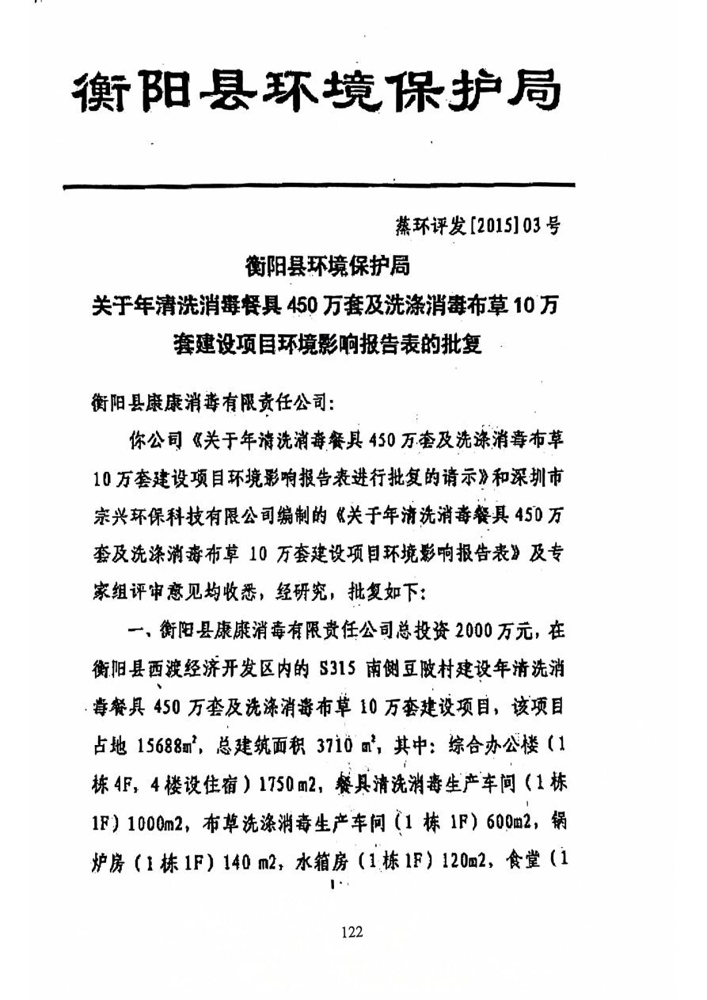 衡阳县环境保护局
蒸环评发[2015]03号
衡阳县环境保护局
关于年清洗消毒餐具450万套及洗涤消毒布草10万
套建设项目环境影响报告表的批复
衡阳县康康消毒有限责任公司：
你公司《关于年清洗消毒餐具450万套及洗涤消毒布草
10万套建设项目环境影响报告表进行批复的请示》和深圳市
宗兴环保科技有限公司编制的《关于年清洗消毒餐具450万
套及洗涤消毒布草 10 万套建设项目环境影响报告表》及专
家组评审意见均收悉，经研究，批复如下：
一、衡阳县康康消毒有限责任公司总投资2000万元，在
衡阳县西渡经济开发区内的 S315 南侧豆陂村建设年清洗消
毒餐具 450 万套及洗涤消毒布草 10 万套建设项目，该项目
占地 15688㎡，总建筑面积 3710 ㎡，其中：综合办公楼（1
栋4F，4楼设住宿）1750m2，餐具清洗消毒生产车间（1栋
1F）1000m2，布草洗涤消毒生产车间（1 栋 1F）600m2，锅
炉房（1栋1F）140 m2，水箱房（1栋1F）120m2，食堂（1
1
122